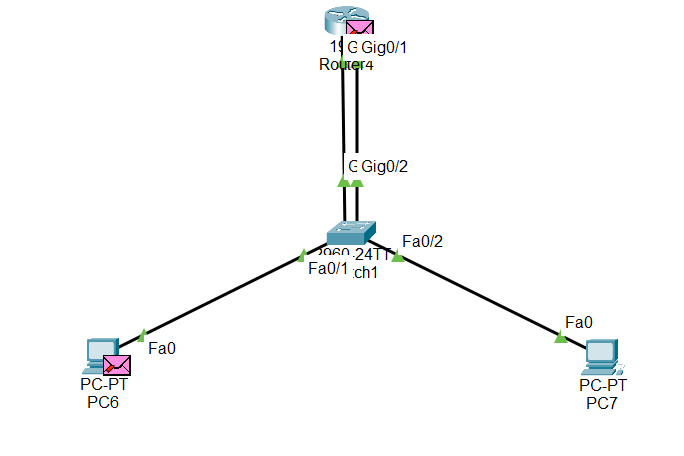 19
G Gig0/1
Router4
G Gig0/2
Fa0/2
2960-24TT
Fa0/1
tch1
Fa0
Fa0
PC-PT
PC6
PC-PT
PC7